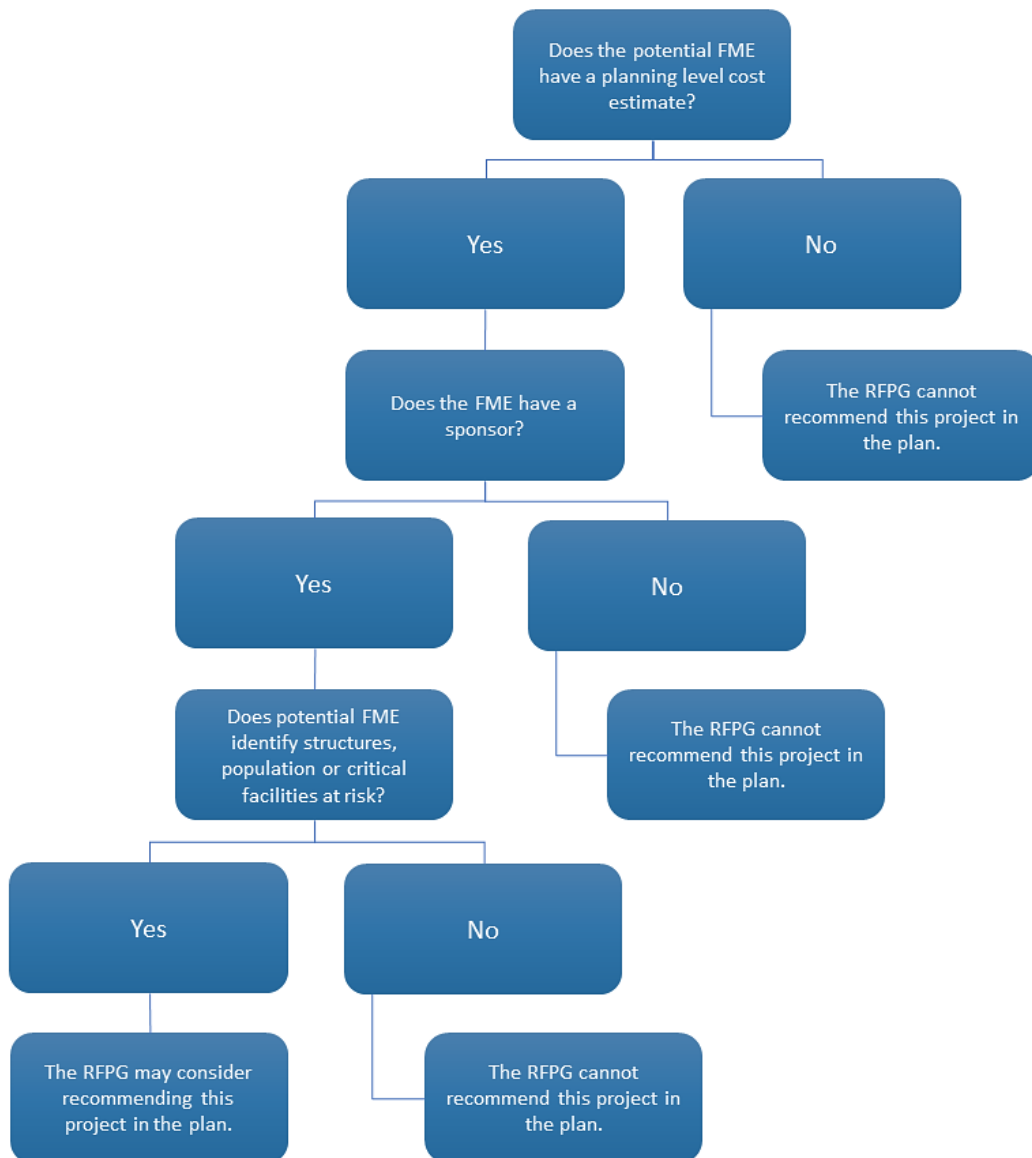 Does the potential FME
have a planning level cost
estimate?
Yes
No
Does the FME have a
sponsor?
The RFPG cannot
recommend this project in
the plan.
Yes
No
Does potential FME
identify structures,
population or critical
facilities at risk?
The RFPG cannot
recommend this project in
the plan.
Yes
No
The RFPG may consider
recommending this
project in the plan.
The RFPG cannot
recommend this project in
the plan.